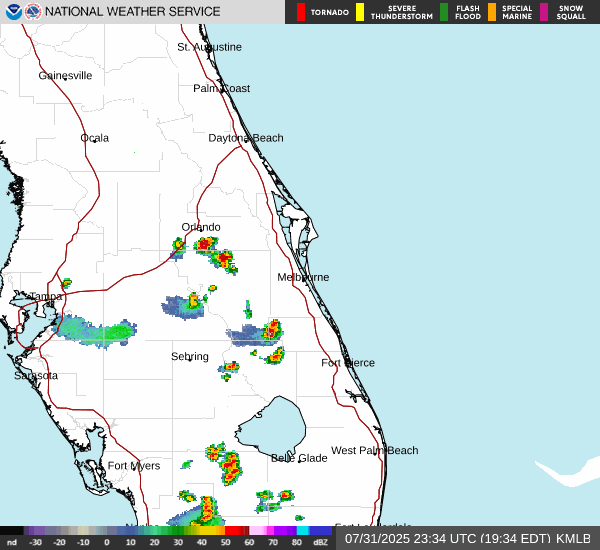 NATIONAL WEATHER SERVICE
TORNADO
SEVERE THUNDERSTORM
FLASH FLOOD
SPECIAL MARINE
SNOW SQUALL
St. Augustine
Gainesville
Palm Coast
Ocala
Daytona Beach
Orlando
Melbourne
Tampa
Sebring
Fort Pierce
Sarasota
West Palm Beach
Belle Glade
Fort Myers
nd -30 -20 -10 0 10 20 30 40 50 60 70 80 dBZ
07/31/2025 23:34 UTC (19:34 EDT) KMLB